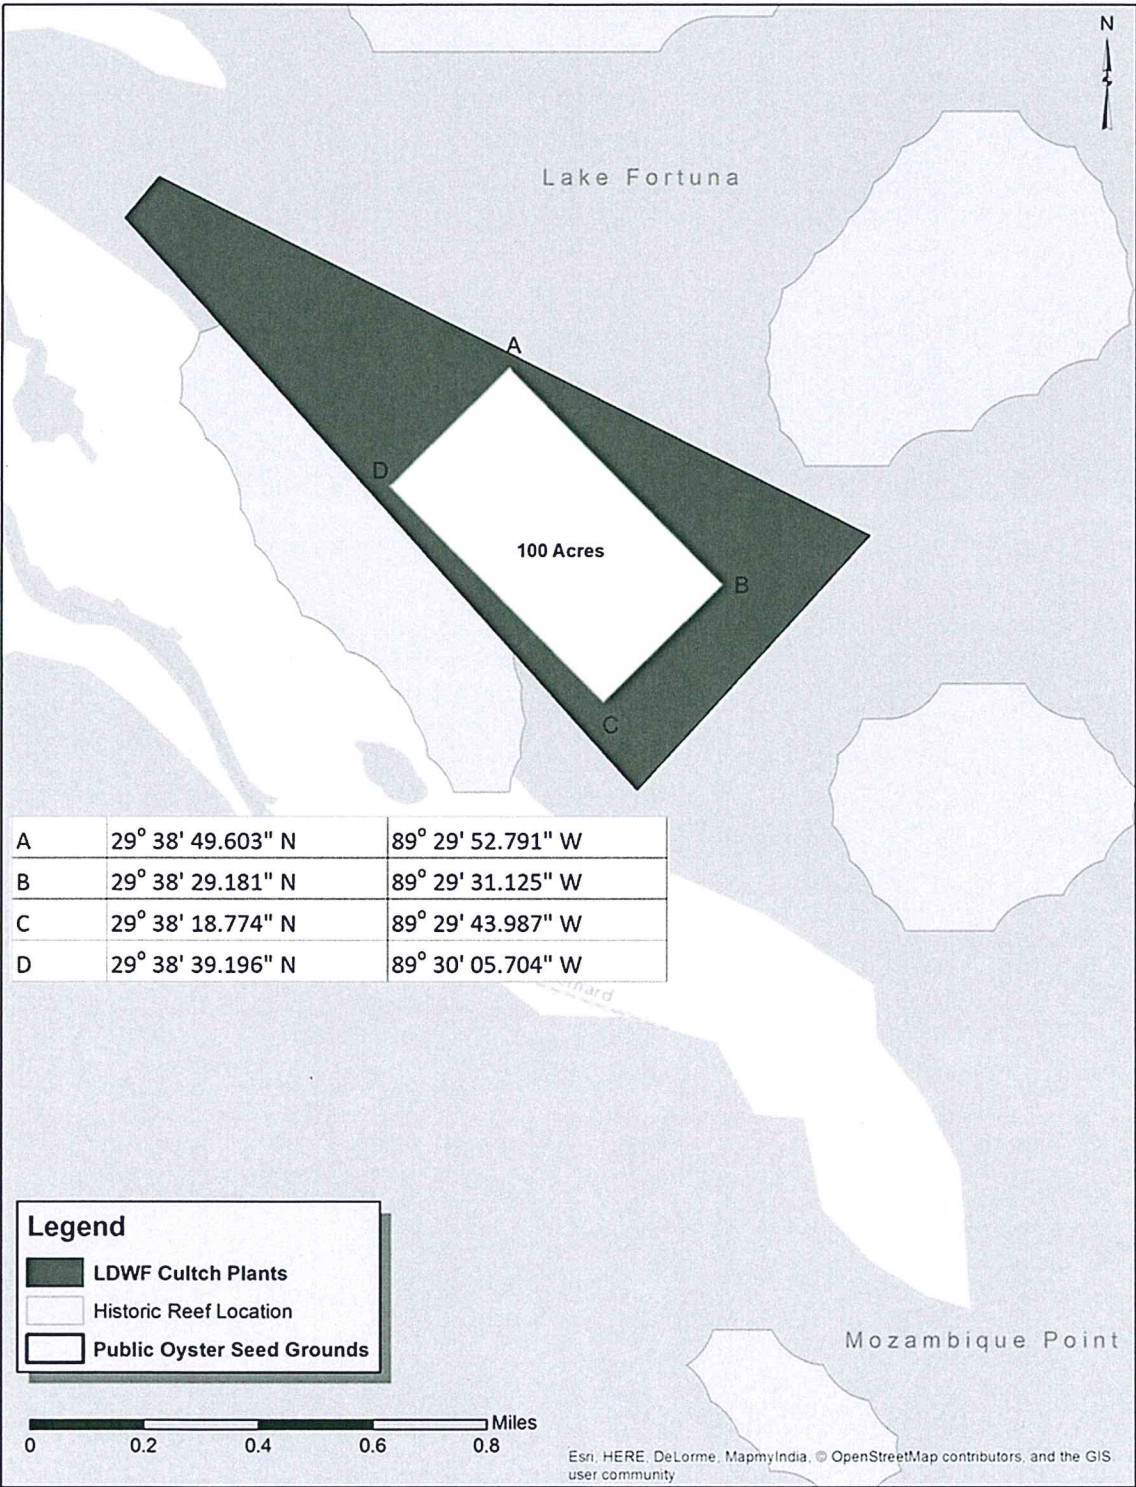 N
Lake Fortuna
A
D
100 Acres
B
C
A 29° 38' 49.603" N 89° 29' 52.791" W
B 29° 38' 29.181" N 89° 29' 31.125" W
C 29° 38' 18.774" N 89° 29' 43.987" W
D 29° 38' 39.196" N 89° 30' 05.704" W
Legend
LDWF Cultch Plants
Historic Reef Location
Public Oyster Seed Grounds
Mozambique Point
Miles
0 0.2 0.4 0.6 0.8
Esri, HERE, DeLorme, MapmyIndia, © OpenStreetMap contributors, and the GIS
user community